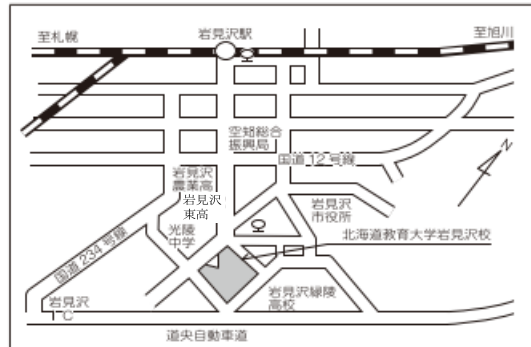 岩見沢駅
至札幌
至旭川
空知総合
振興局
国道12号線
岩見沢
農業高
岩見沢
東高
光陵
中学
岩見沢
市役所
N
北海道教育大学岩見沢校
国道234号線
岩見沢
IC
岩見沢緑陵
高校
道央自動車道